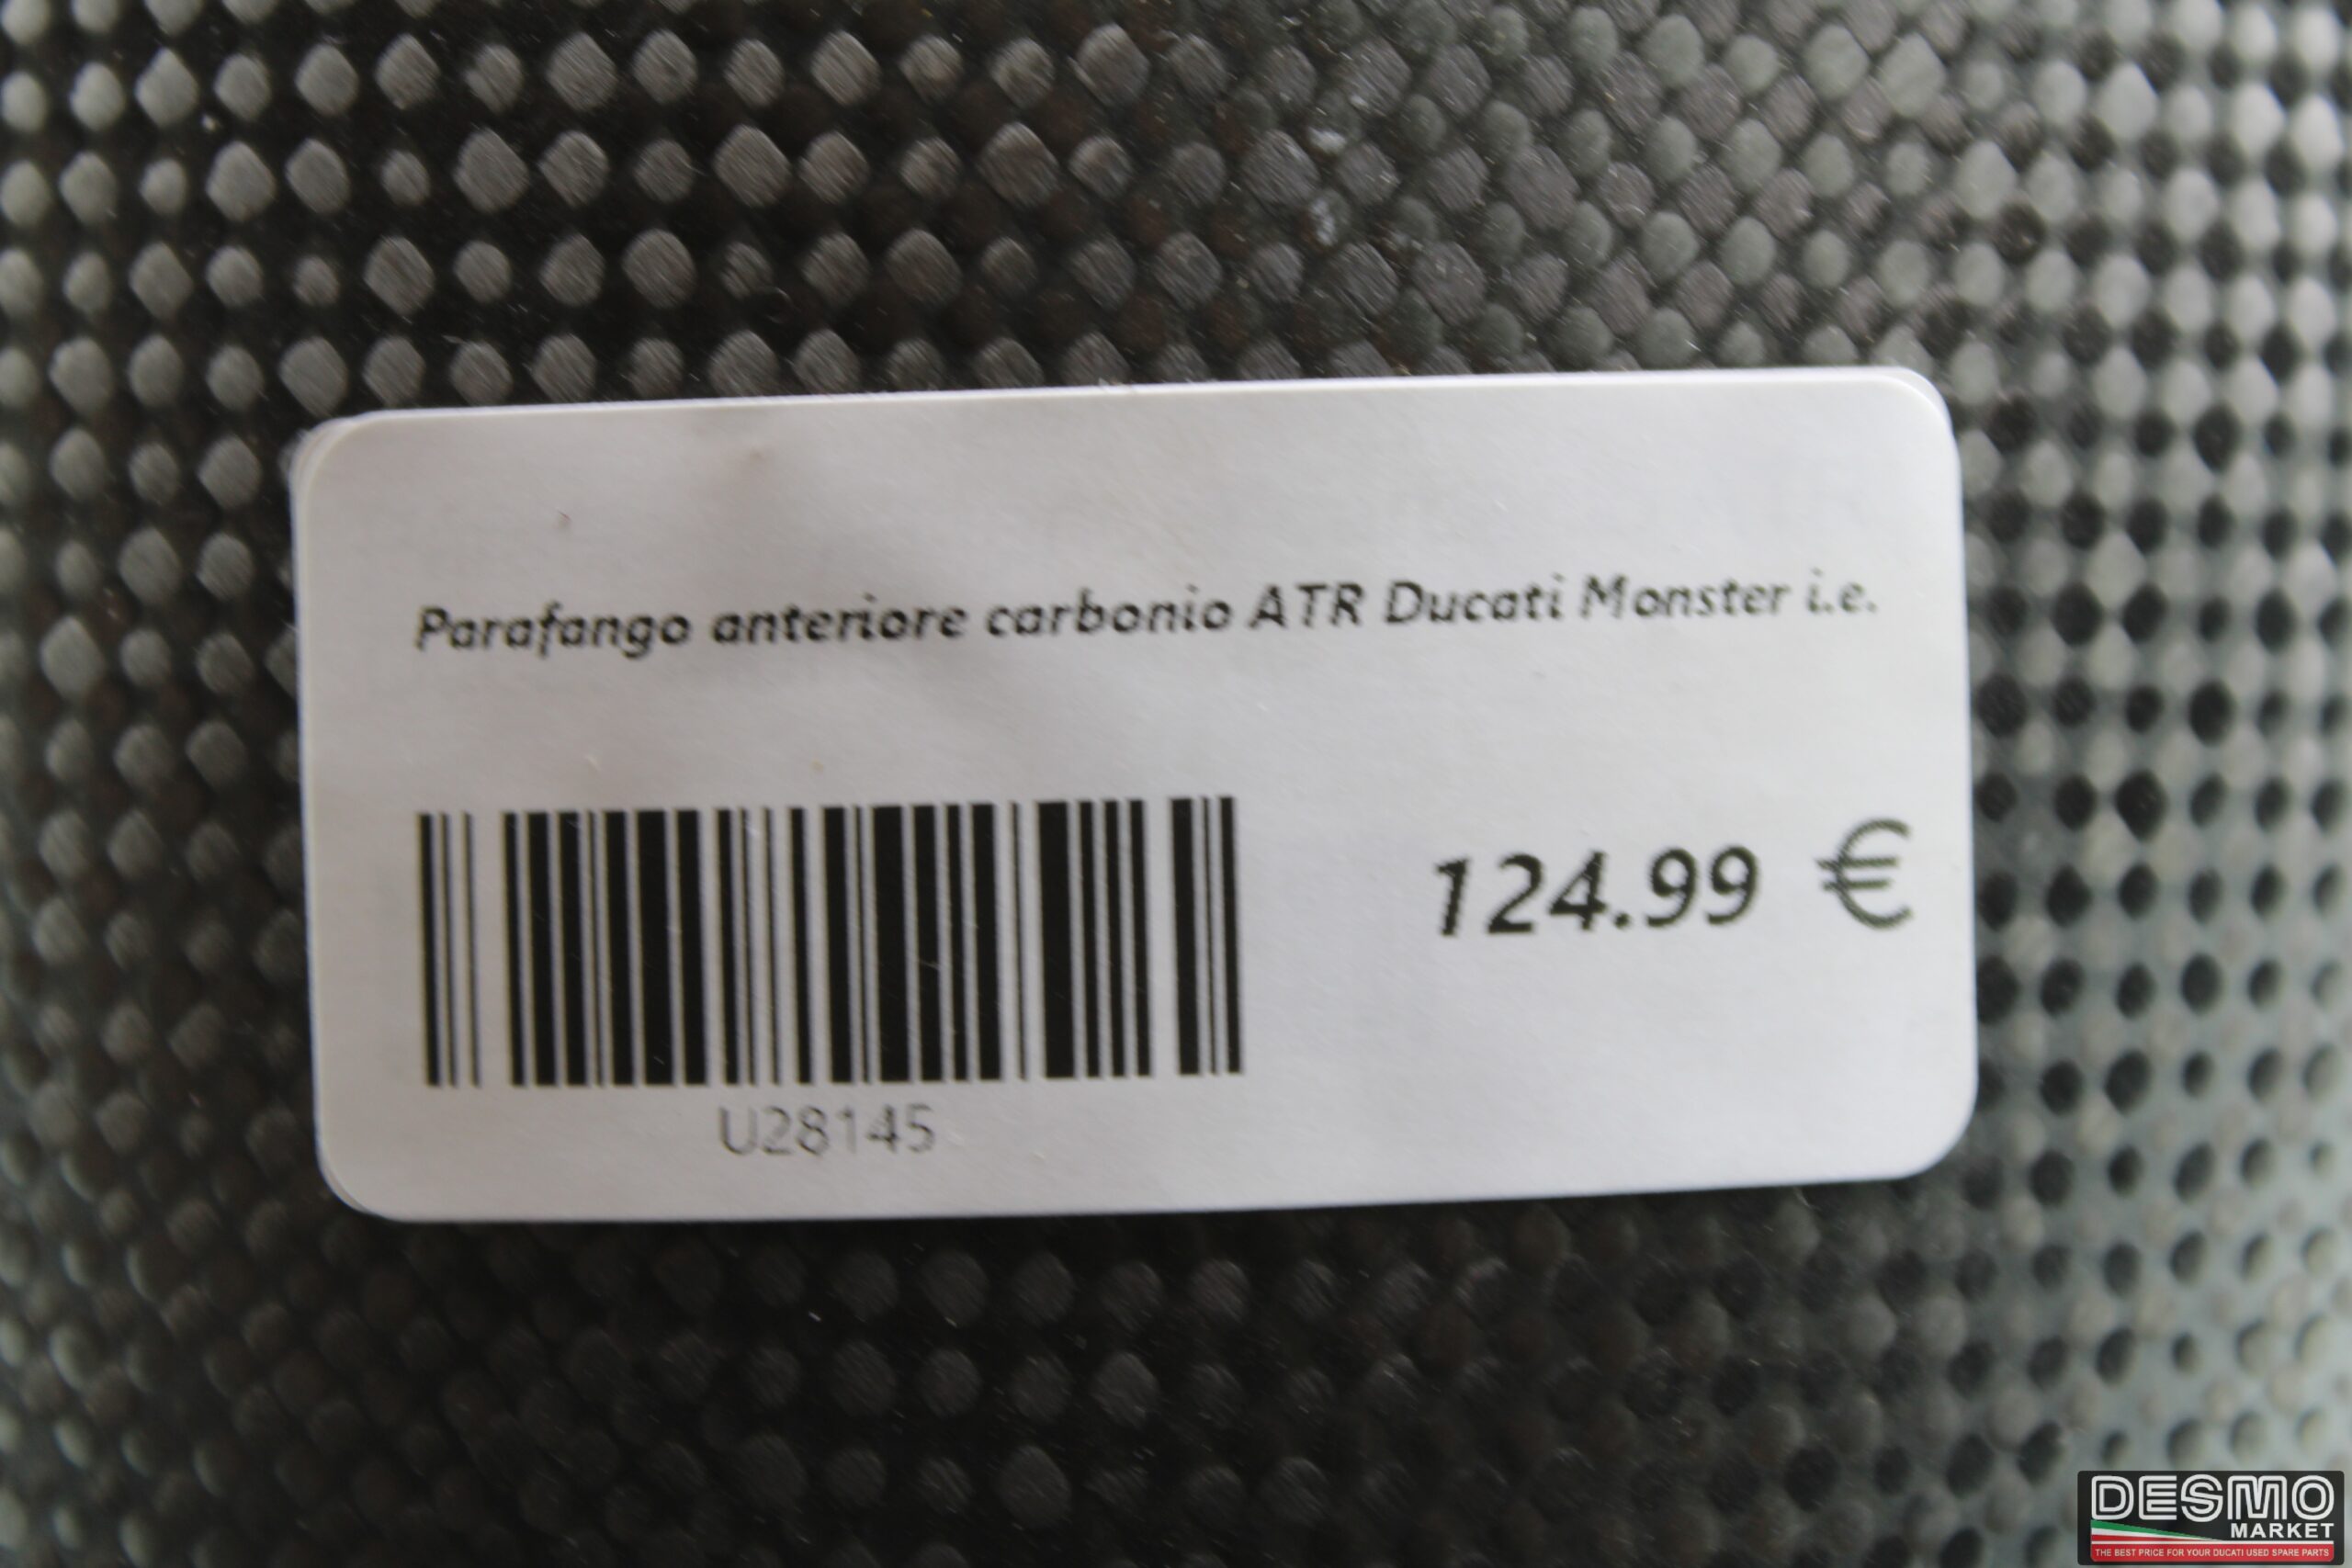 Parafango anteriore carbonio ATR Ducati Monster i.e.
124.99 €
U28145
DESMO
MARKET
THE BEST PRICE FOR YOUR DUCATI USED SPARE PARTS